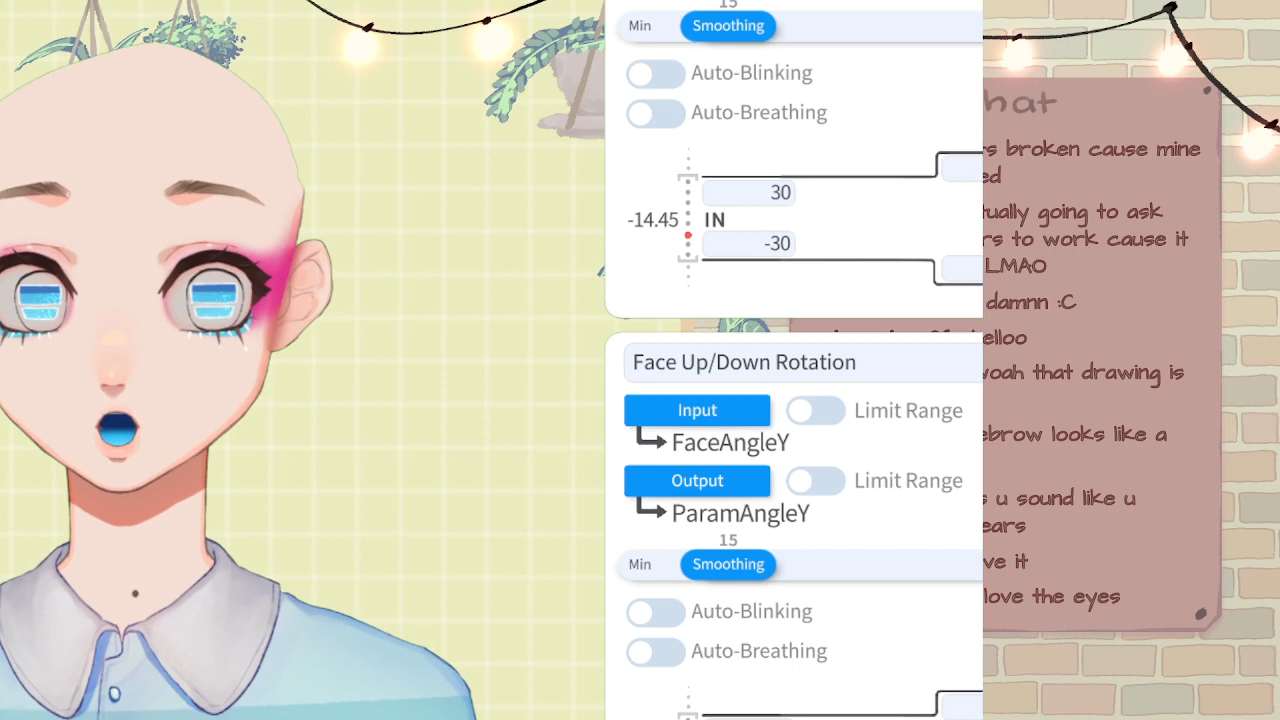 15
Min
Smoothing
Auto-Blinking
Auto-Breathing
30
-14.45
IN
-30
Face Up/Down Rotation
Input
Limit Range
FaceAngleY
Output
Limit Range
ParamAngleY
15
Min
Smoothing
Auto-Blinking
Auto-Breathing
hat
s broken cause mine
ed
tually going to ask
rs to work cause it
LMAO
damnn :C
elloo
woah that drawing is
ebrow looks like a
s u sound like u
ears
ve it
love the eyes